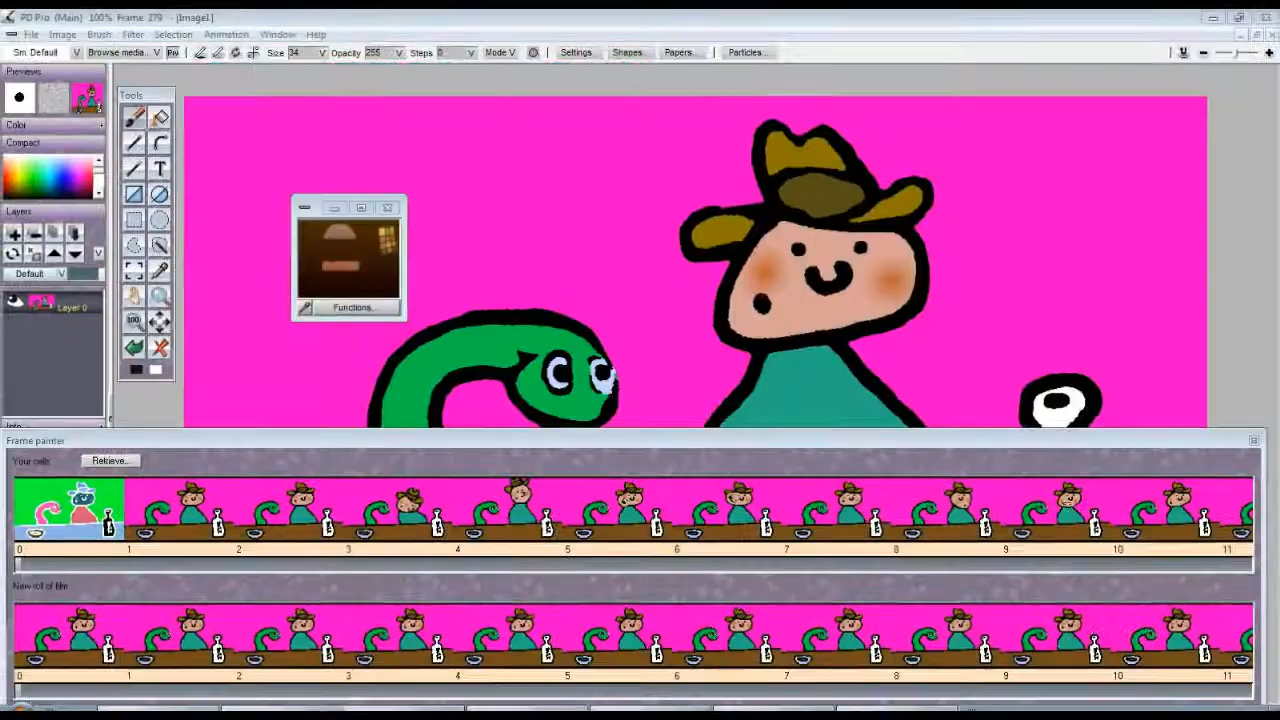 PD Pro (Main) 100% Frame 279 - [Image1]
File Image Brush Filter Selection Animation Window Help
Sm. Default V Browse media.. V Size 34 V Opacity 255 V Steps 0 V Mode V Settings Shapes Papers... Particles...
Previews
Tools
Color
Compact
T
Layers
V
Default V
Layer 0
Functions...
100
Frame painter
Your cells Retrieve...
0 1 2 3 4 5 6 7 8 9 10 11
New roll of film
0 1 2 3 4 5 6 7 8 9 10 11